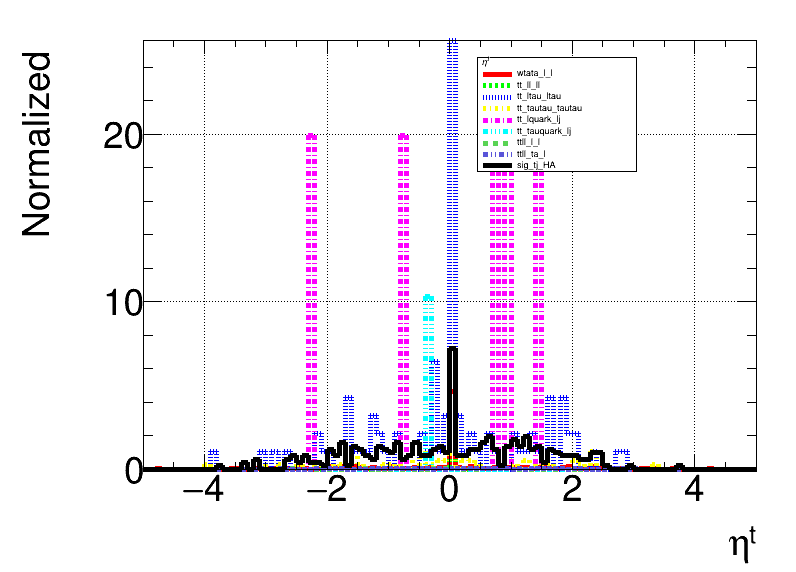 Normalized
20
10
0
−4
−2
0
2
4
η^t
η^t
wtata_l_l
tt_ll_ll
tt_ltau_ltau
tt_tautau_tautau
tt_lquark_lj
tt_tauquark_lj
ttll_l_l
ttll_ta_l
sig_tj_HA